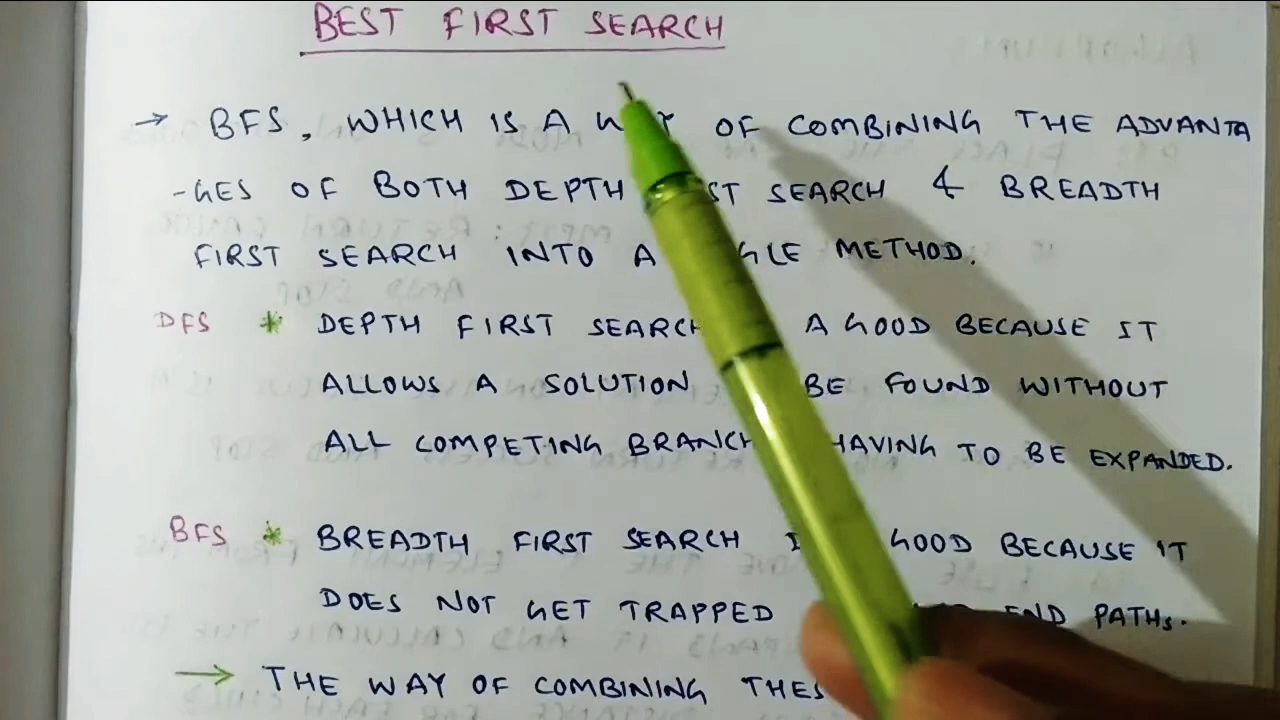 BEST FIRST SEARCH
→ BFS, WHICH IS A OF COMBINING THE ADVANTA
-GES OF BOTH DEPTH SEARCH & BREADTH
FIRST SEARCH INTO A METHOD.
DFS * DEPTH FIRST SEARCH A GOOD BECAUSE IT
ALLOWS A SOLUTION BE FOUND WITHOUT
ALL COMPETING HAVING TO BE EXPANDED.
BFS * BREADTH FIRST SEARCH GOOD BECAUSE IT
DOES NOT GET TRAPPED END PATHS.
→ THE WAY OF COMBINING